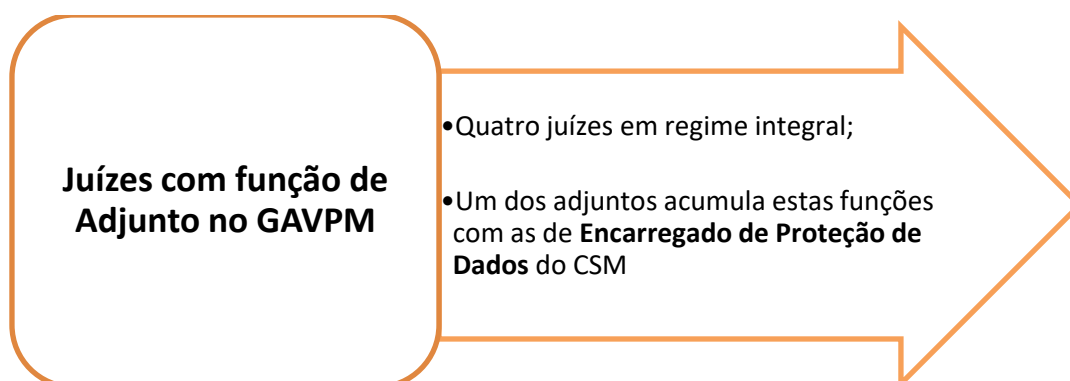 Juízes com função de
Adjunto no GAVPM
•Quatro juízes em regime integral;
•Um dos adjuntos acumula estas funções
com as de Encarregado de Proteção de
Dados do CSM